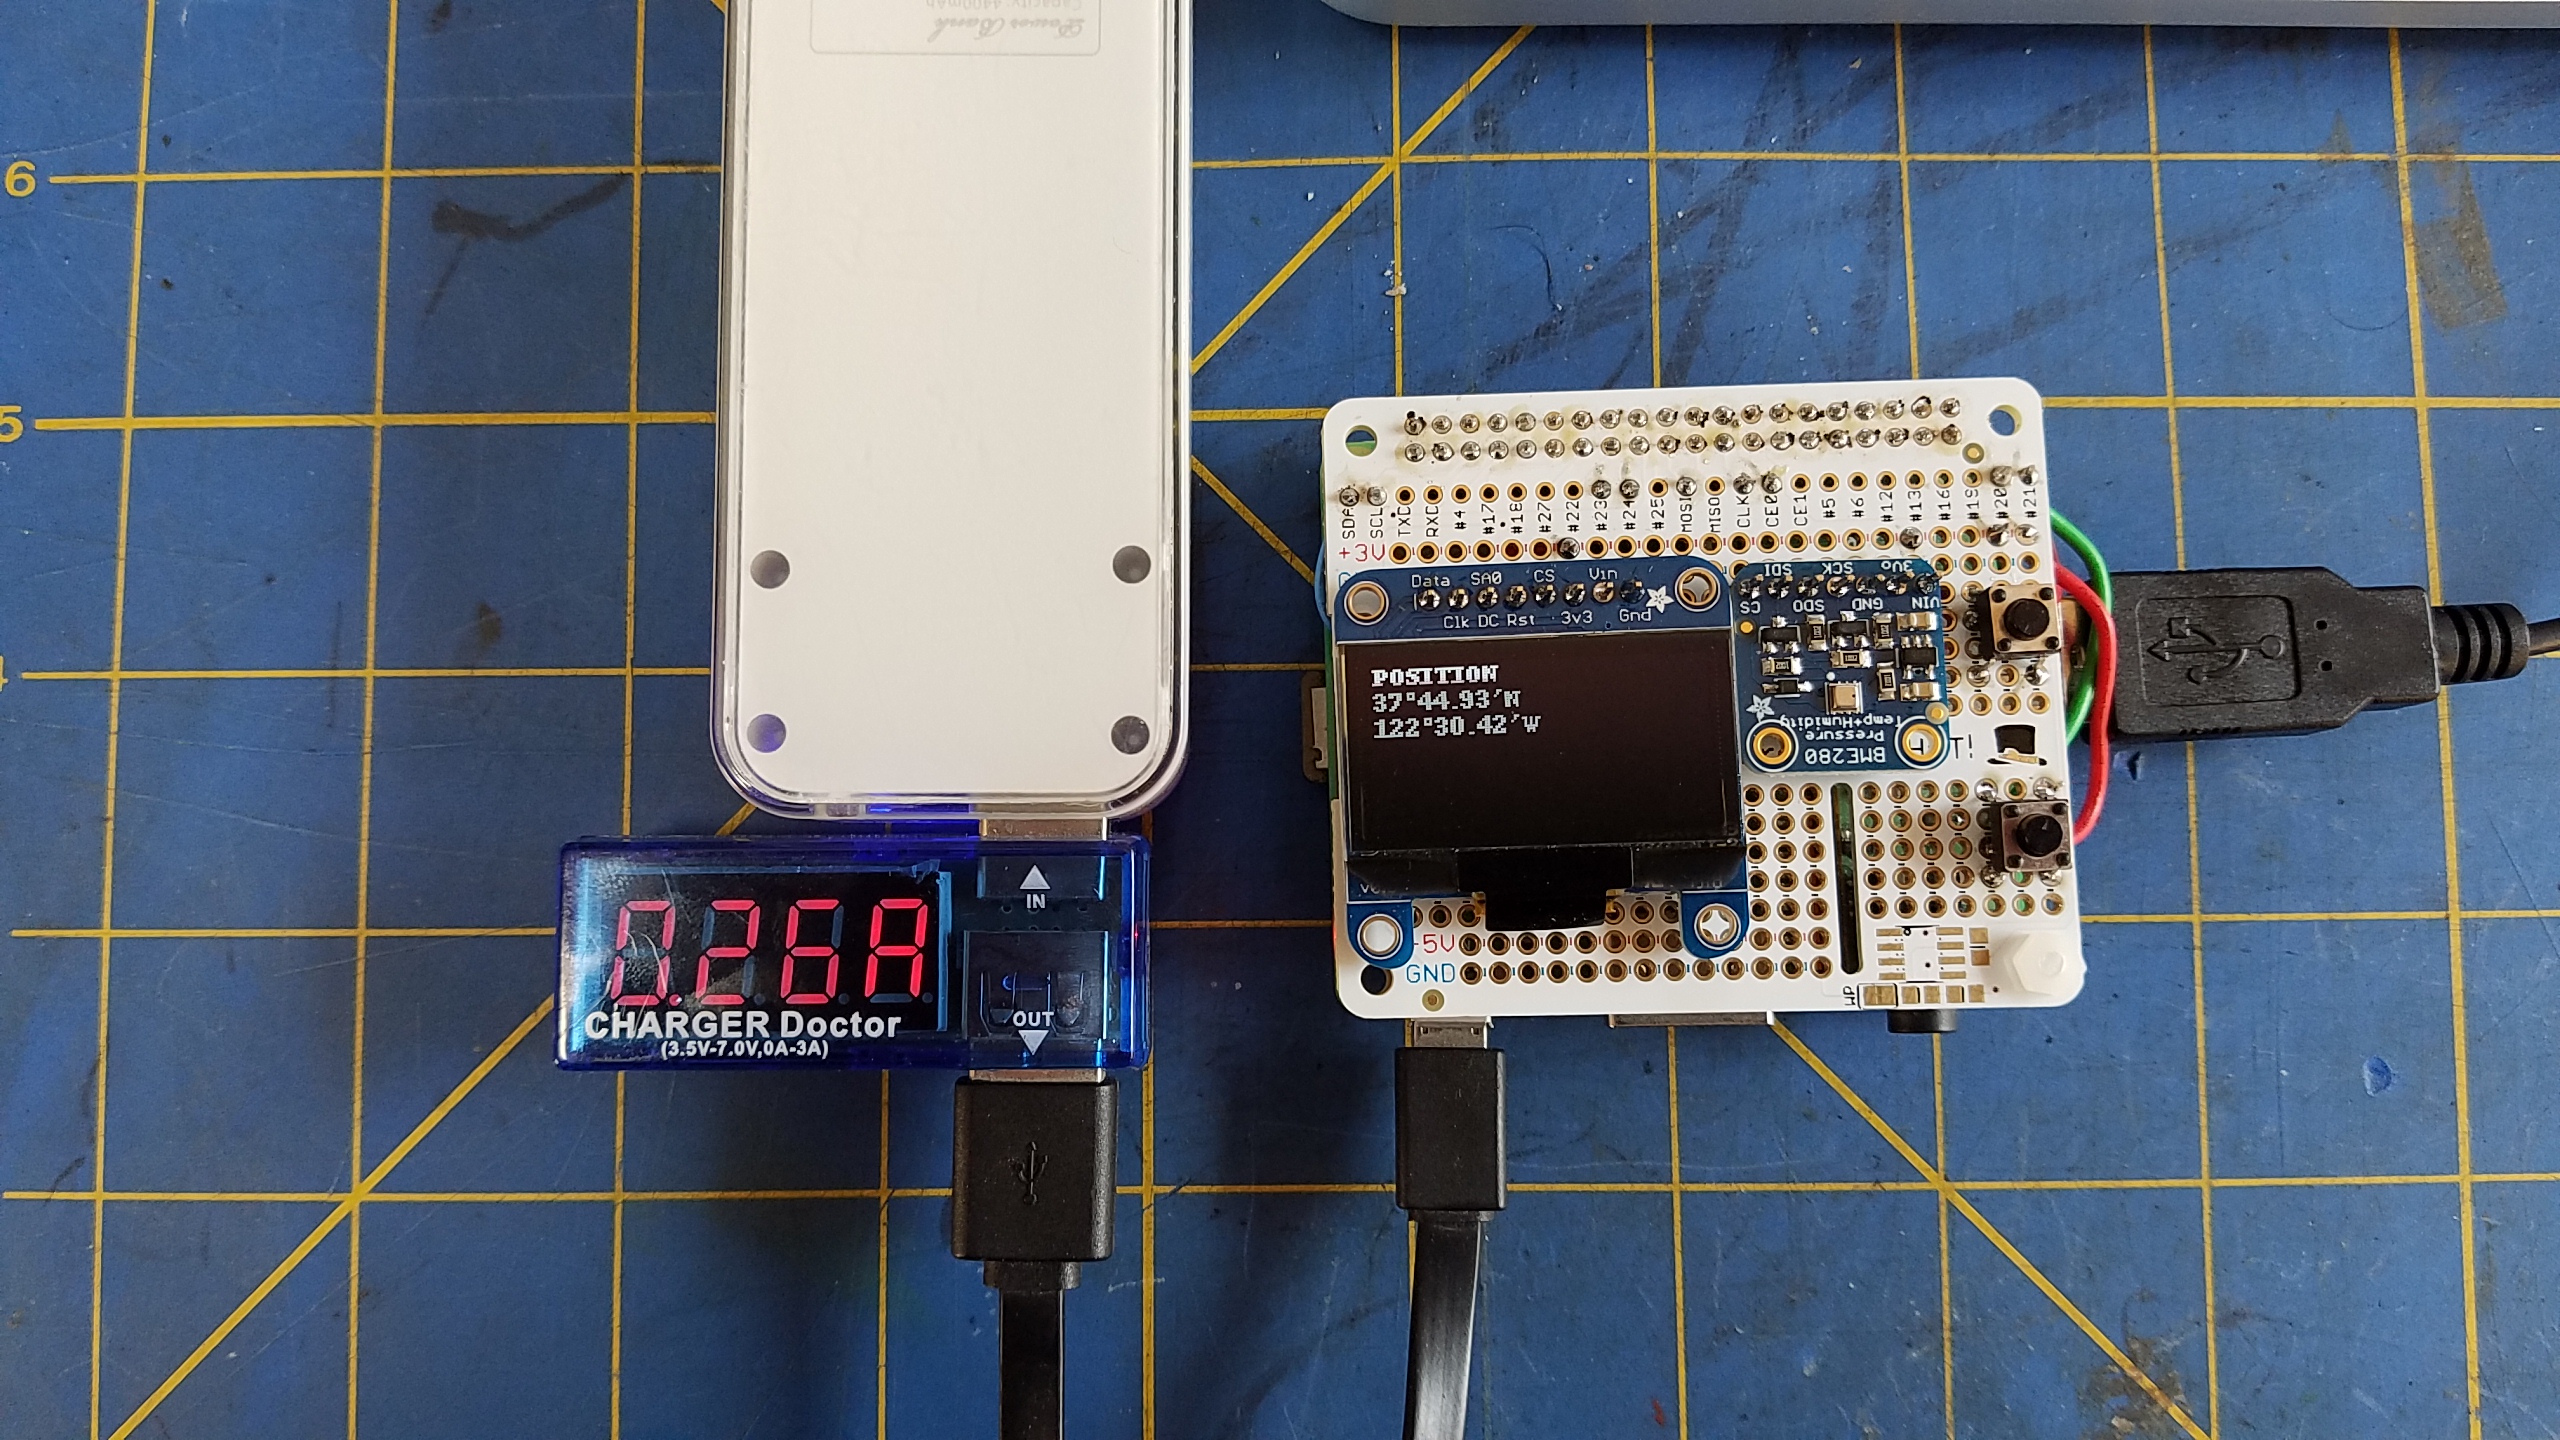 Power Bank
Capacity: 4400mAh
6
5
4
SDA SCL TXD RXD #4 #17 #18 #27 #22 #23 #24 #25 MOSI MISO CLK CE0 CE1 #5 #6 #12 #13 #16 #19 #20 #21
+3V
Data SA0 CS Vin
Clk DC Rst 3v3 Gnd
SDI SCK 3Vo
CS SDO GND VIN
POSITION
37°44.93'N
122°30.42'W
Temp+Humidity
Pressure
BME280
IN
0.26A
OUT
CHARGER Doctor
(3.5V-7.0V,0A-3A)
-5V
GND
WP